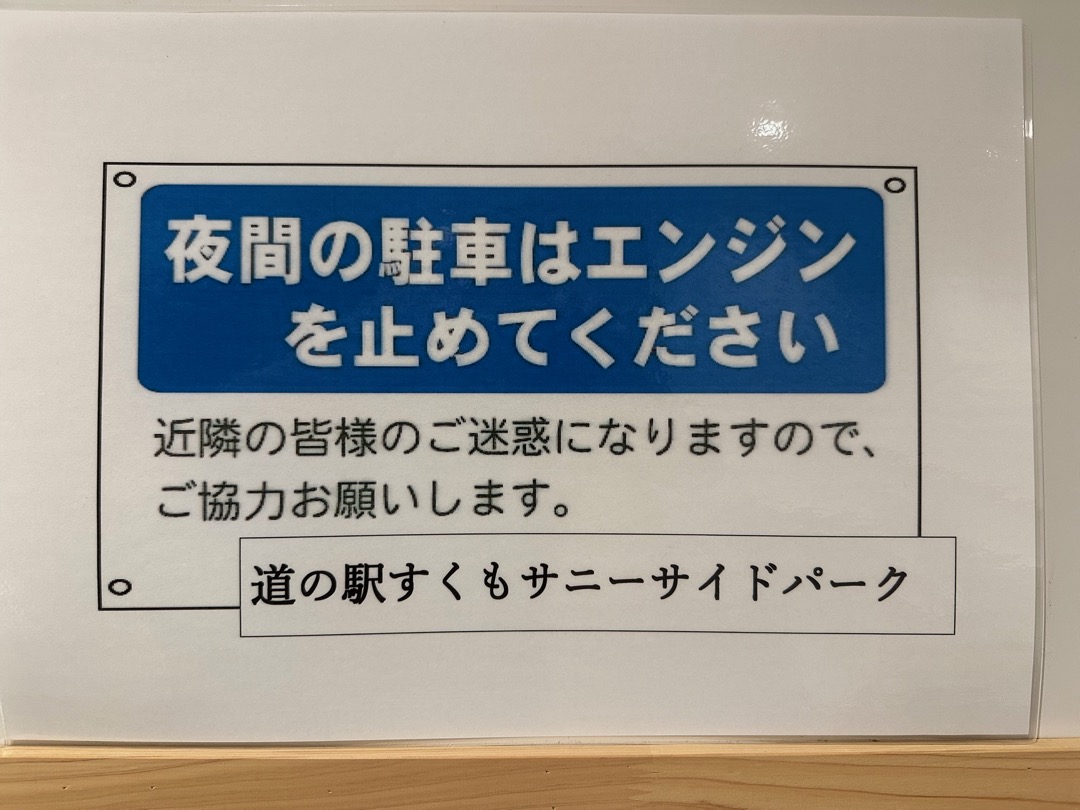 夜間の駐車はエンジン
を止めてください
近隣の皆様のご迷惑になりますので、
ご協力お願いします。
道の駅すくもサニーサイドパーク